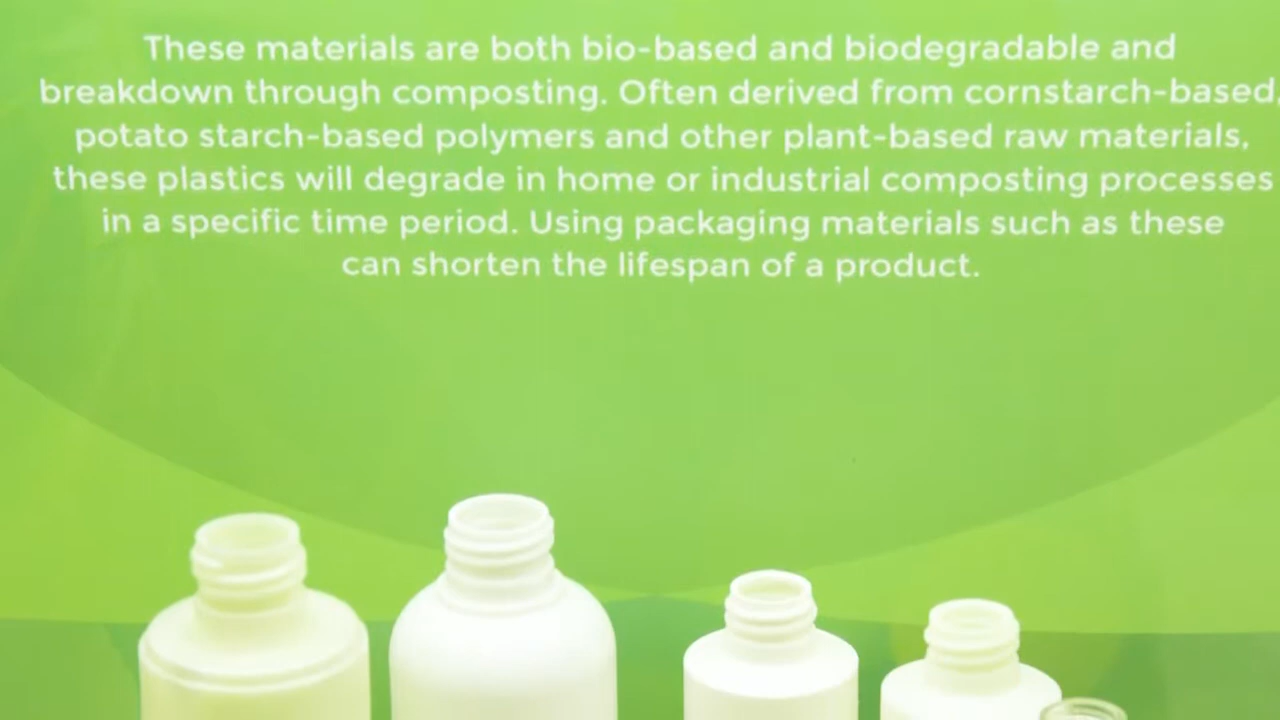 These materials are both bio-based and biodegradable and
breakdown through composting. Often derived from cornstarch-based,
potato starch-based polymers and other plant-based raw materials,
these plastics will degrade in home or industrial composting processes
in a specific time period. Using packaging materials such as these
can shorten the lifespan of a product.